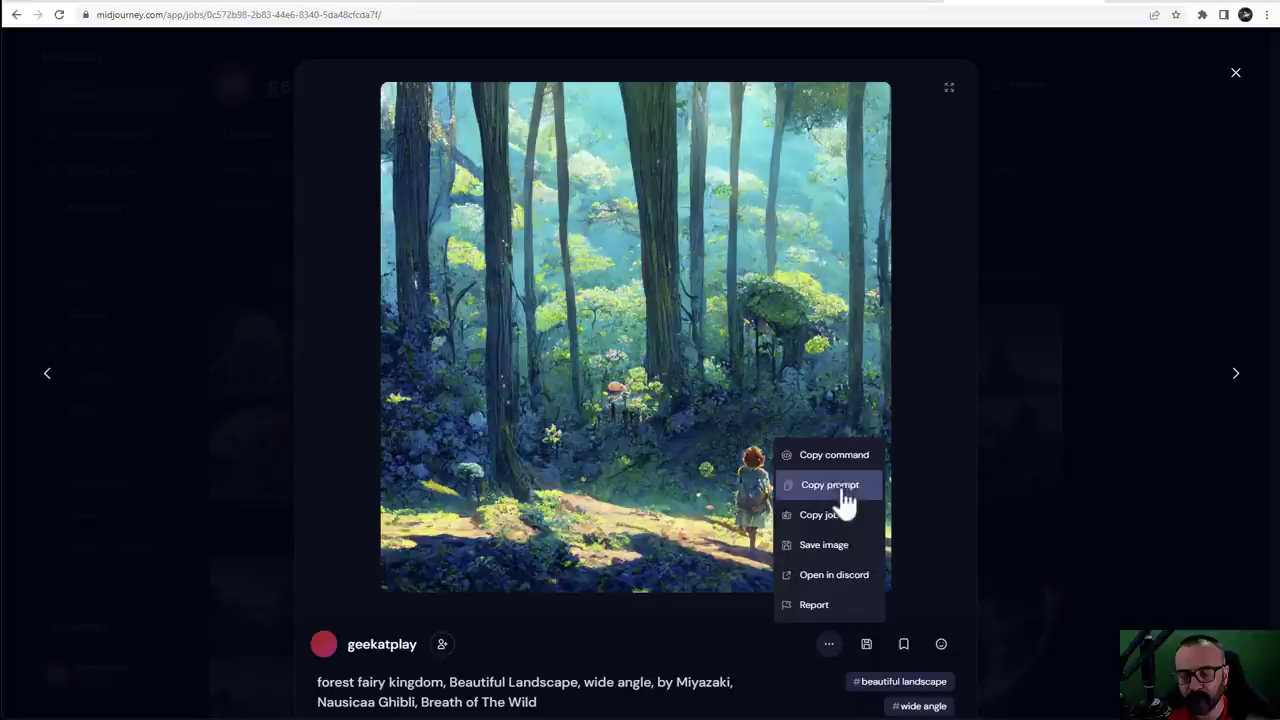 midjourney.com/app/jobs/0c572b98-2b83-44e6-8340-5da48cfcda7f/
Copy command
Copy prompt
Copy
Save image
Open in discord
Report
geekatplay
forest fairy kingdom, Beautiful Landscape, wide angle, by Miyazaki,
Nausicaa Ghibli, Breath of The Wild
#beautiful landscape
#wide angle